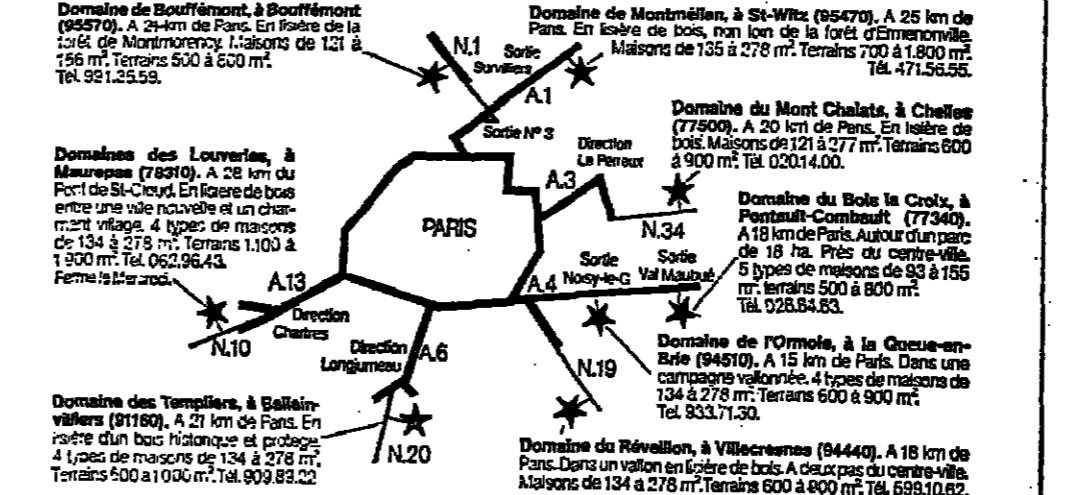 Domaine de Bouffémont, à Bouffémont
(95570). A 21 km de Paris. En lisière de la
forêt de Montmorency. Maisons de 121 à
156 m². Terrains 500 à 800 m².
Tél. 991.25.59.
Domaine de Montmélian, à St-Witz (95470). A 25 km de
Paris. En lisière de bois, non loin de la forêt d'Ermenonville.
Maisons de 135 à 278 m². Terrains 700 à 1.800 m².
Tél. 471.56.55.
N.1
Sortie
Survilliers
A.1
Sortie N° 3
Domaine du Mont Chalats, à Chelles
(77500). A 20 km de Paris. En lisière de
bois. Maisons de 121 à 277 m². Terrains 600
à 900 m². Tél. 020.14.00.
Direction
Le Perreux
A.3
N.34
Domaines des Louveries, à
Maurepas (78310). A 28 km du
Pont de St-Cloud. En lisière de bois
entre une ville nouvelle et un char-
mant village. 4 types de maisons
de 134 à 278 m². Terrains 1.100 à
1 900 m². Tél. 062.96.43.
Fermé le Mercredi.
PARIS
Domaine du Bois la Croix, à
Pontault-Combault (77340).
A 18 km de Paris. Autour d'un parc
de 18 ha. Près du centre-ville.
5 types de maisons de 93 à 155
m². terrains 500 à 800 m².
Tél. 028.64.63.
Sortie
Noisy-le-G
Sortie
Val Maubué
A.4
A.13
Direction
Chartres
N.10
Direction
Longjumeau
A.6
N.19
Domaine de l'Ormoie, à la Queue-en-
Brie (94510). A 15 km de Paris. Dans une
campagne vallonnée. 4 types de maisons de
134 à 278 m². Terrains 600 à 900 m².
Tél. 933.71.30.
Domaine des Templiers, à Ballain-
villiers (91160). A 21 km de Paris. En
lisière d'un bois historique et protégé.
4 types de maisons de 134 à 278 m².
Terrains 600 à 1000 m². Tél. 909.83.22
N.20
Domaine du Réveillon, à Villecresnes (94440). A 18 km de
Paris. Dans un vallon en lisière de bois. A deux pas du centre-ville.
Maisons de 134 à 278 m². Terrains 600 à 900 m². Tél. 599.10.62.